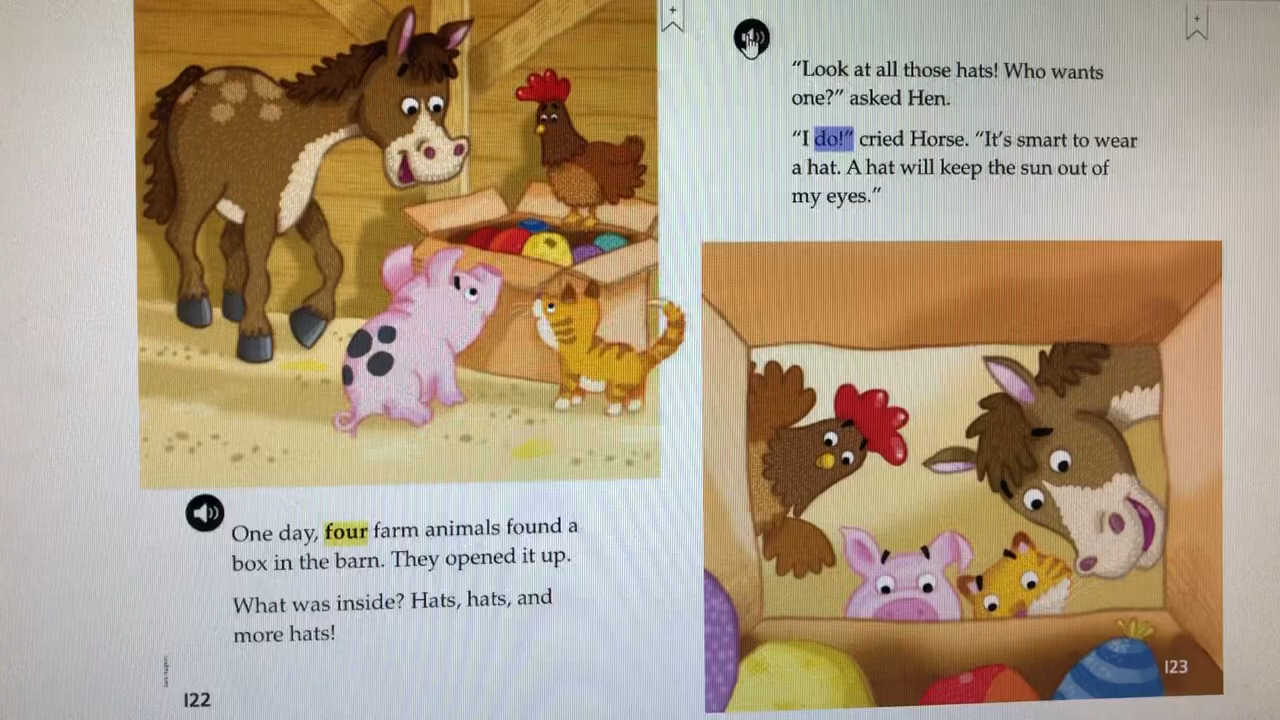 One day, four farm animals found a
box in the barn. They opened it up.
What was inside? Hats, hats, and
more hats!
122
“Look at all those hats! Who wants
one?” asked Hen.
“I do!” cried Horse. “It’s smart to wear
a hat. A hat will keep the sun out of
my eyes.”
123